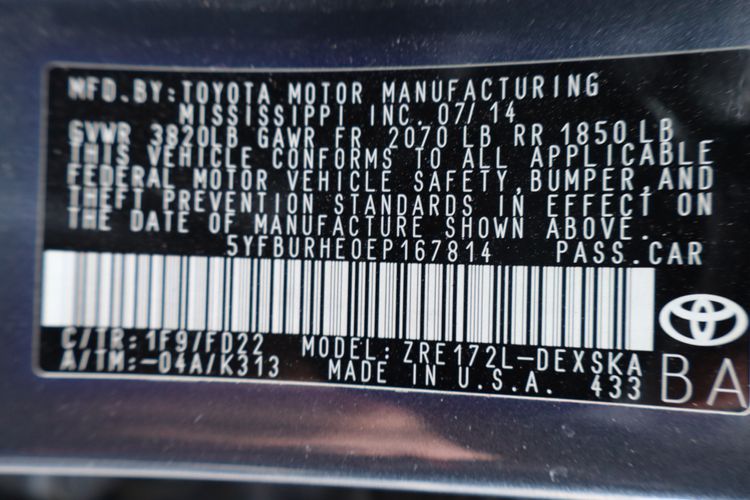 MFD.BY:TOYOTA MOTOR MANUFACTURING
MISSISSIPPI INC. 07/14
GVWR 3820LB GAWR FR 2070 LB RR 1850 LB
THIS VEHICLE CONFORMS TO ALL APPLICABLE
FEDERAL MOTOR VEHICLE SAFETY,BUMPER,AND
THEFT PREVENTION STANDARDS IN EFFECT ON
THE DATE OF MANUFACTURE SHOWN ABOVE.
5YFBURHE0EP167814 PASS.CAR
C/TR:1F9/FD22 MODEL:ZRE172L-DEXSKA
A/TM:-04A/K313 MADE IN U.S.A. 433 BA